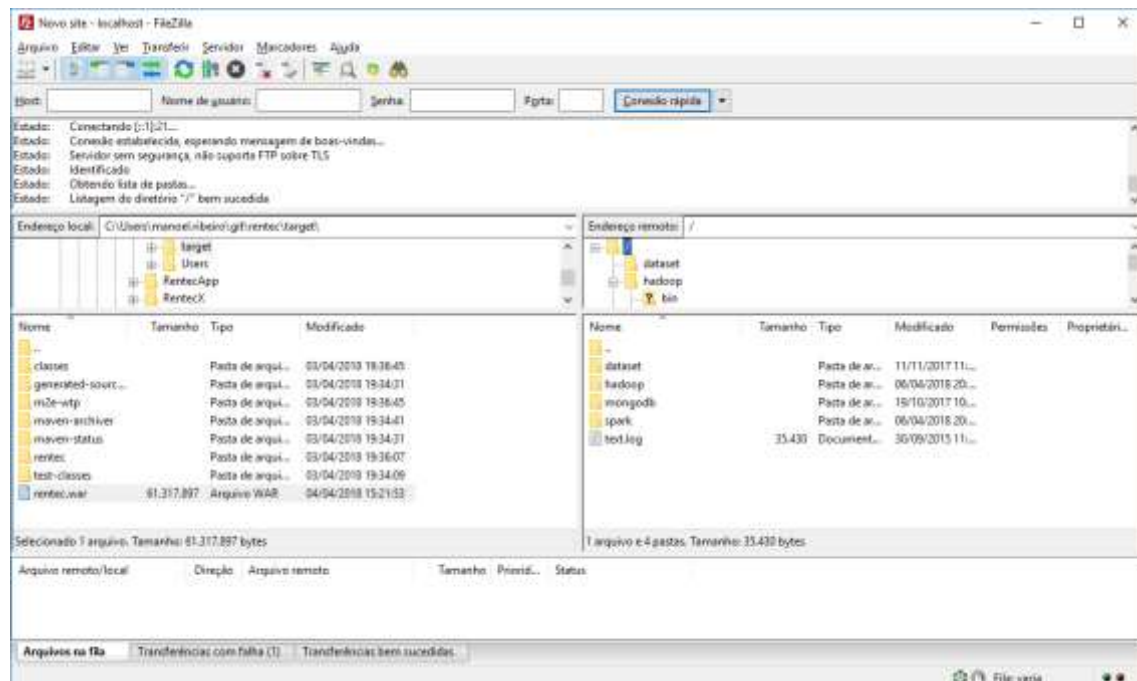 Novo site - localhost - FileZilla
Arquivo Editar Ver Transferir Servidor Marcadores Ajuda
Host: Nome de usuário: Senha: Porta: Conexão rápida
Estado: Conectando [::1]:21...
Estado: Conexão estabelecida, esperando mensagem de boas-vindas...
Estado: Servidor sem segurança, não suporta FTP sobre TLS
Estado: Identificado
Estado: Obtendo lista de pastas...
Estado: Listagem do diretório "/" bem sucedida
Endereço local: C:\Users\manoel.ribeiro\git\rentec\target\
target
Users
RentecApp
RentecX
Endereço remoto: /
/
dataset
hadoop
bin
Nome Tamanho Tipo Modificado
..
classes Pasta de arqui... 03/04/2018 19:36:45
generated-sourc... Pasta de arqui... 03/04/2018 19:34:31
m2e-wtp Pasta de arqui... 03/04/2018 19:36:45
maven-archiver Pasta de arqui... 03/04/2018 19:34:41
maven-status Pasta de arqui... 03/04/2018 19:34:31
rentec Pasta de arqui... 03/04/2018 19:36:07
test-classes Pasta de arqui... 03/04/2018 19:34:09
rentec.war 61.317.897 Arquivo WAR 04/04/2018 15:21:53
Selecionado 1 arquivo. Tamanho: 61.317.897 bytes
Nome Tamanho Tipo Modificado Permissões Proprietári...
..
dataset Pasta de ar... 11/11/2017 11:...
hadoop Pasta de ar... 06/04/2018 20:...
mongodb Pasta de ar... 19/10/2017 10:...
spark Pasta de ar... 06/04/2018 20:...
text.log 35.430 Document... 30/09/2015 11:...
1 arquivo e 4 pastas. Tamanho: 35.430 bytes
Arquivo remoto/local Direção Arquivo remoto Tamanho Priorid... Status
Arquivos na fila Transferências com falha (1) Transferências bem sucedidas
Fila: vazia